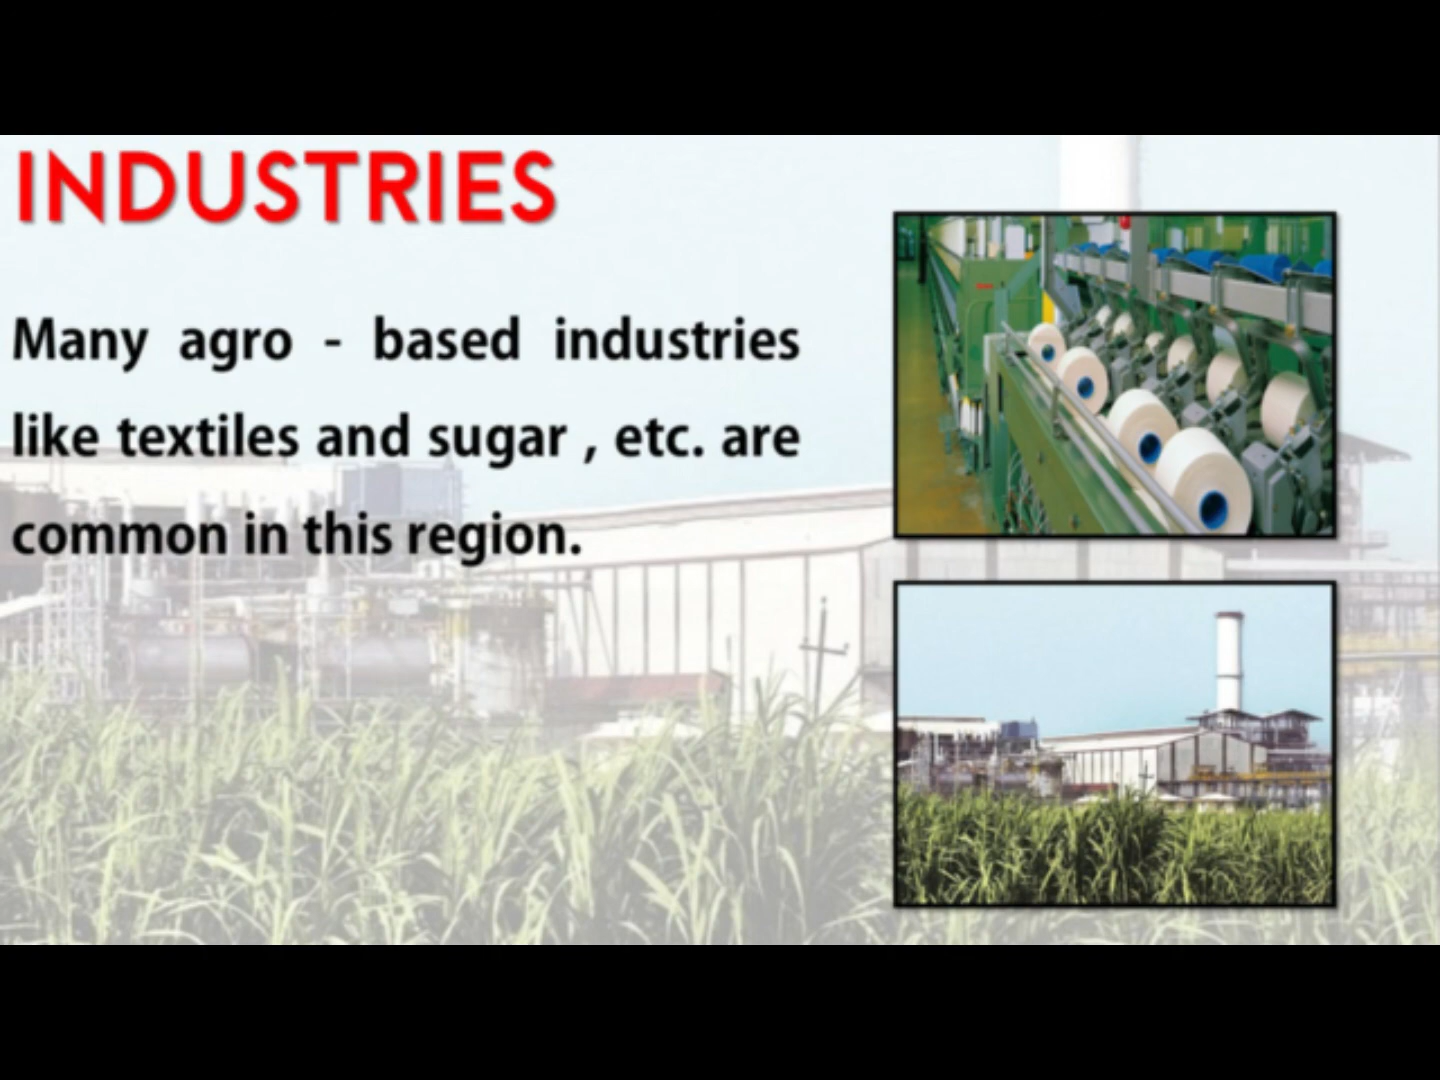 INDUSTRIES
Many agro - based industries
like textiles and sugar , etc. are
common in this region.